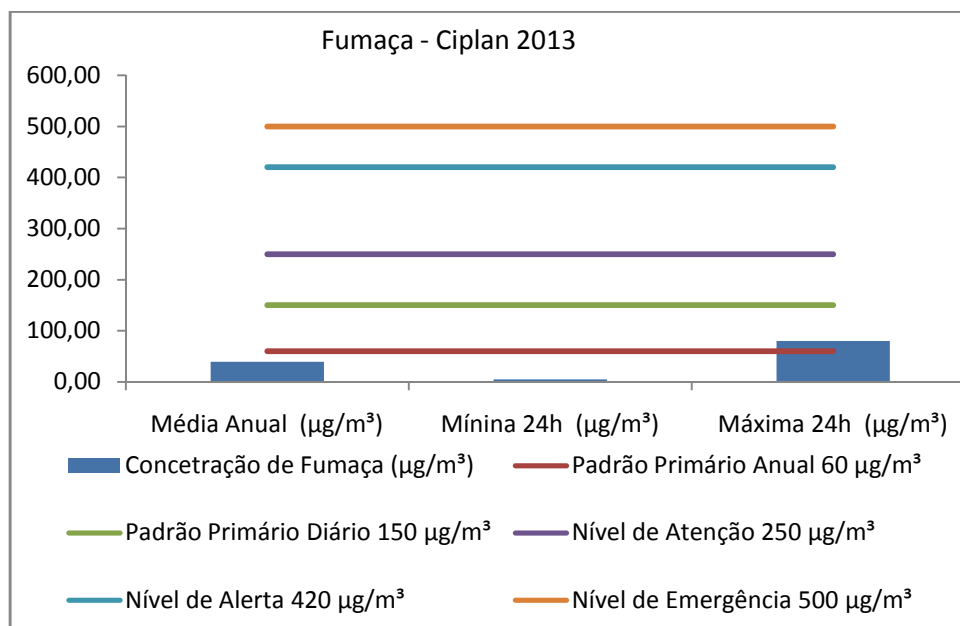 Fumaça - Ciplan 2013
600,00
500,00
400,00
300,00
200,00
100,00
0,00
Média Anual (µg/m³) Mínina 24h (µg/m³) Máxima 24h (µg/m³)
Concetração de Fumaça (µg/m³) Padrão Primário Anual 60 µg/m³
Padrão Primário Diário 150 µg/m³ Nível de Atenção 250 µg/m³
Nível de Alerta 420 µg/m³ Nível de Emergência 500 µg/m³